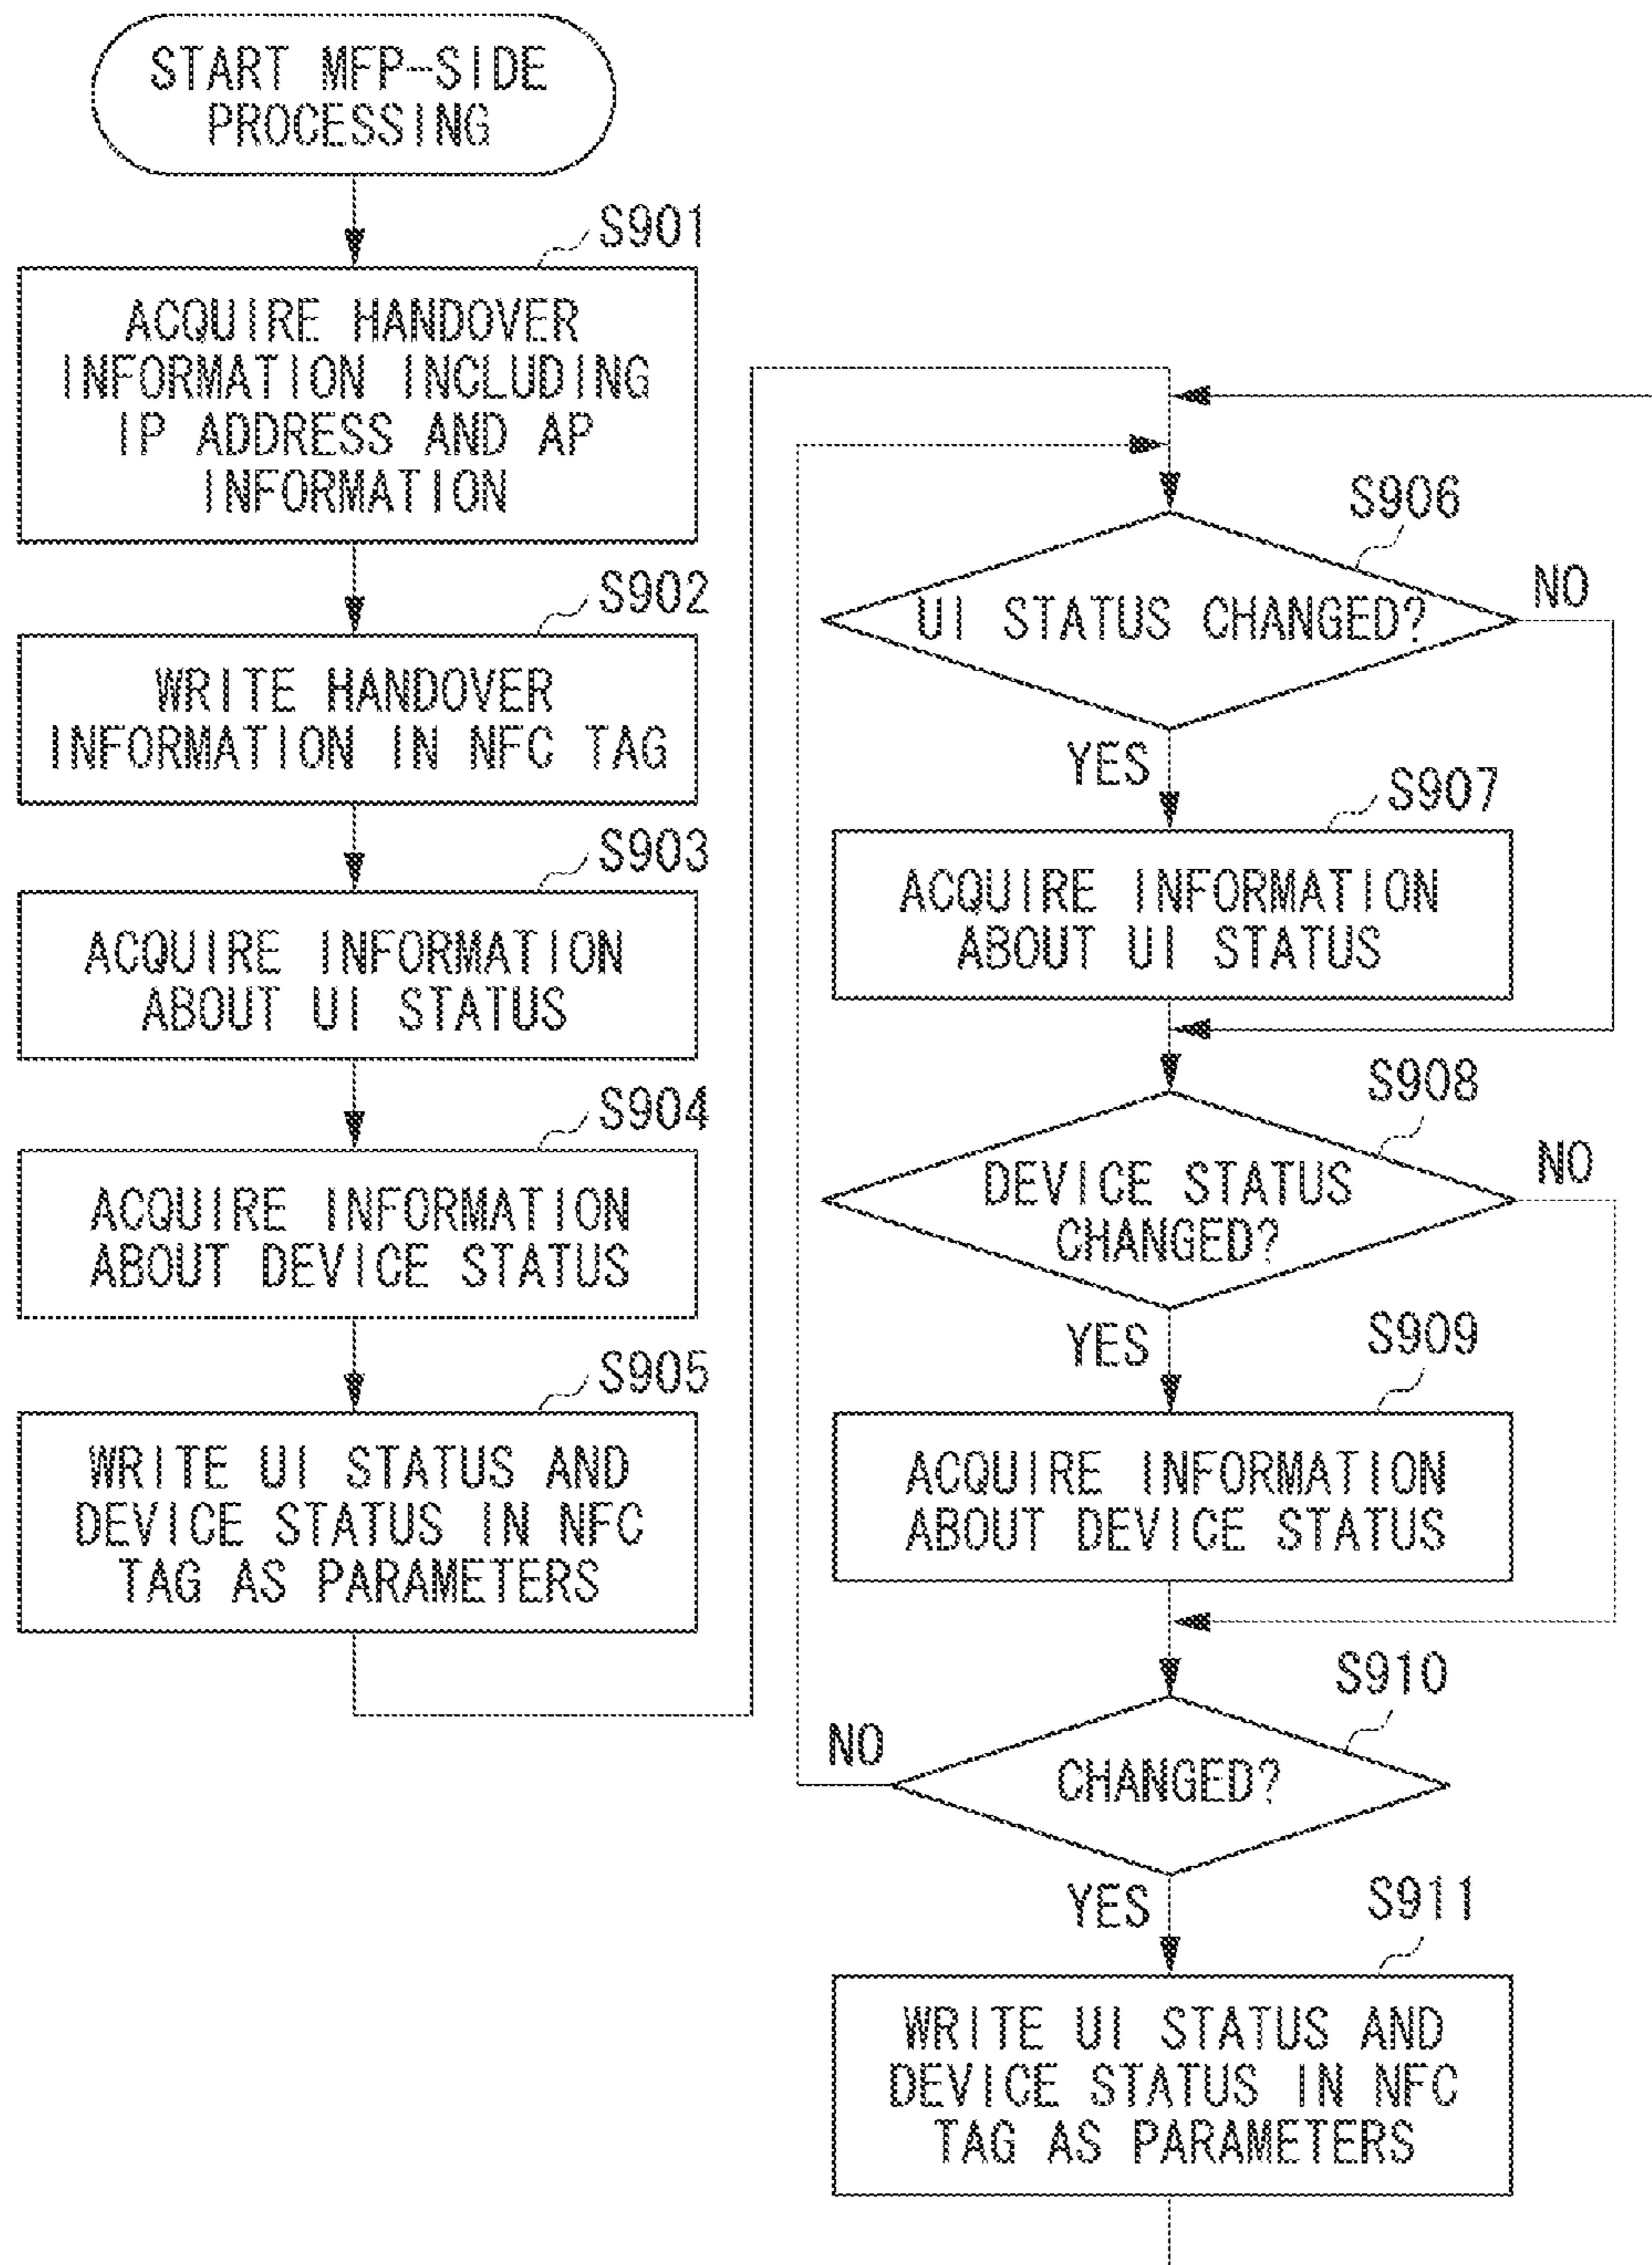 START MFP-SIDE
PROCESSING
S901
ACQUIRE HANDOVER
INFORMATION INCLUDING
IP ADDRESS AND AP
INFORMATION
S902
WRITE HANDOVER
INFORMATION IN NFC TAG
S903
ACQUIRE INFORMATION
ABOUT UI STATUS
S904
ACQUIRE INFORMATION
ABOUT DEVICE STATUS
S905
WRITE UI STATUS AND
DEVICE STATUS IN NFC
TAG AS PARAMETERS
S906
UI STATUS CHANGED?
NO
YES
S907
ACQUIRE INFORMATION
ABOUT UI STATUS
S908
DEVICE STATUS
CHANGED?
NO
YES
S909
ACQUIRE INFORMATION
ABOUT DEVICE STATUS
S910
CHANGED?
NO
YES
S911
WRITE UI STATUS AND
DEVICE STATUS IN NFC
TAG AS PARAMETERS